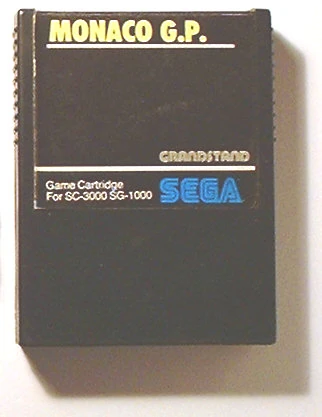 MONACO G.P.
GRANDSTAND
Game Cartridge
For SC-3000 SG-1000
SEGA